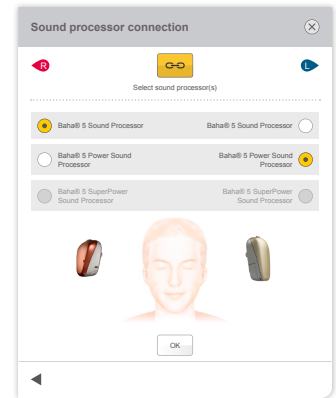 Sound processor connection
R
L
Select sound processor(s)
Baha® 5 Sound Processor
Baha® 5 Sound Processor
Baha® 5 Power Sound
Processor
Baha® 5 Power Sound
Processor
Baha® 5 SuperPower
Sound Processor
Baha® 5 SuperPower
Sound Processor
OK